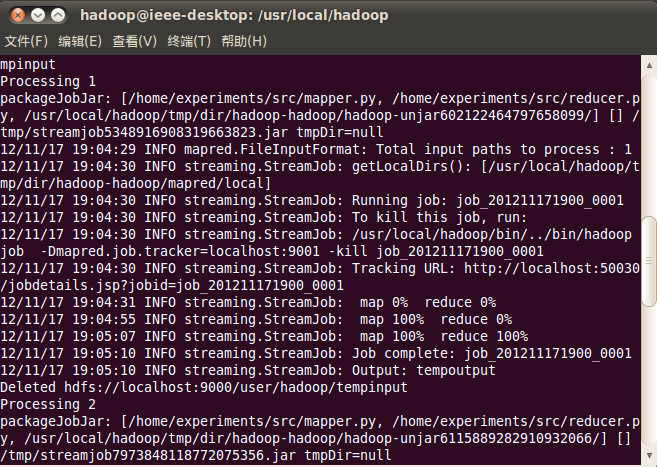 hadoop@ieee-desktop: /usr/local/hadoop
文件(F) 编辑(E) 查看(V) 终端(T) 帮助(H)
mpinput
Processing 1
packageJobJar: [/home/experiments/src/mapper.py, /home/experiments/src/reducer.p
y, /usr/local/hadoop/tmp/dir/hadoop-hadoop/hadoop-unjar602122464797658099/] [] /
tmp/streamjob5348916908319663823.jar tmpDir=null
12/11/17 19:04:29 INFO mapred.FileInputFormat: Total input paths to process : 1
12/11/17 19:04:30 INFO streaming.StreamJob: getLocalDirs(): [/usr/local/hadoop/t
mp/dir/hadoop-hadoop/mapred/local]
12/11/17 19:04:30 INFO streaming.StreamJob: Running job: job_201211171900_0001
12/11/17 19:04:30 INFO streaming.StreamJob: To kill this job, run:
12/11/17 19:04:30 INFO streaming.StreamJob: /usr/local/hadoop/bin/../bin/hadoop
job  -Dmapred.job.tracker=localhost:9001 -kill job_201211171900_0001
12/11/17 19:04:30 INFO streaming.StreamJob: Tracking URL: http://localhost:50030
/jobdetails.jsp?jobid=job_201211171900_0001
12/11/17 19:04:31 INFO streaming.StreamJob:  map 0%  reduce 0%
12/11/17 19:04:55 INFO streaming.StreamJob:  map 100%  reduce 0%
12/11/17 19:05:07 INFO streaming.StreamJob:  map 100%  reduce 100%
12/11/17 19:05:10 INFO streaming.StreamJob: Job complete: job_201211171900_0001
12/11/17 19:05:10 INFO streaming.StreamJob: Output: tempoutput
Deleted hdfs://localhost:9000/user/hadoop/tempinput
Processing 2
packageJobJar: [/home/experiments/src/mapper.py, /home/experiments/src/reducer.p
y, /usr/local/hadoop/tmp/dir/hadoop-hadoop/hadoop-unjar6115889282910932066/] []
/tmp/streamjob7973848118772075356.jar tmpDir=null